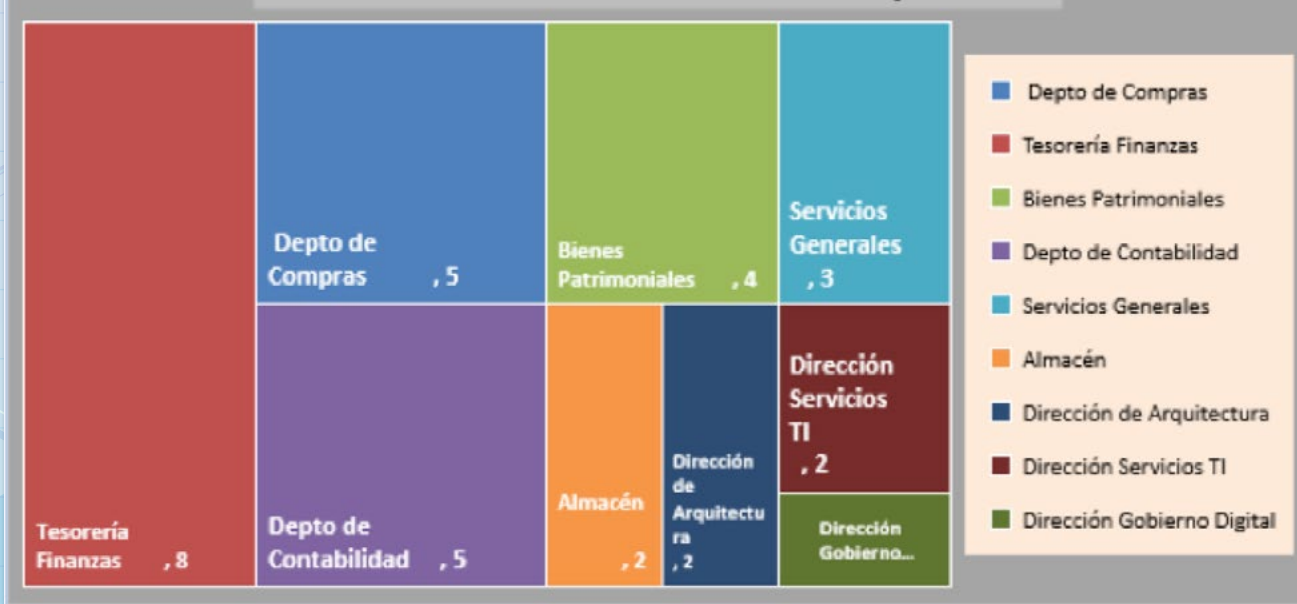 Tesorería
Finanzas , 8
Depto de
Compras , 5
Depto de
Contabilidad , 5
Bienes
Patrimoniales , 4
Almacén
, 2
Dirección
de
Arquitectu
ra
, 2
Servicios
Generales
, 3
Dirección
Servicios
TI
, 2
Dirección
Gobierno...
Depto de Compras
Tesorería Finanzas
Bienes Patrimoniales
Depto de Contabilidad
Servicios Generales
Almacén
Dirección de Arquitectura
Dirección Servicios TI
Dirección Gobierno Digital